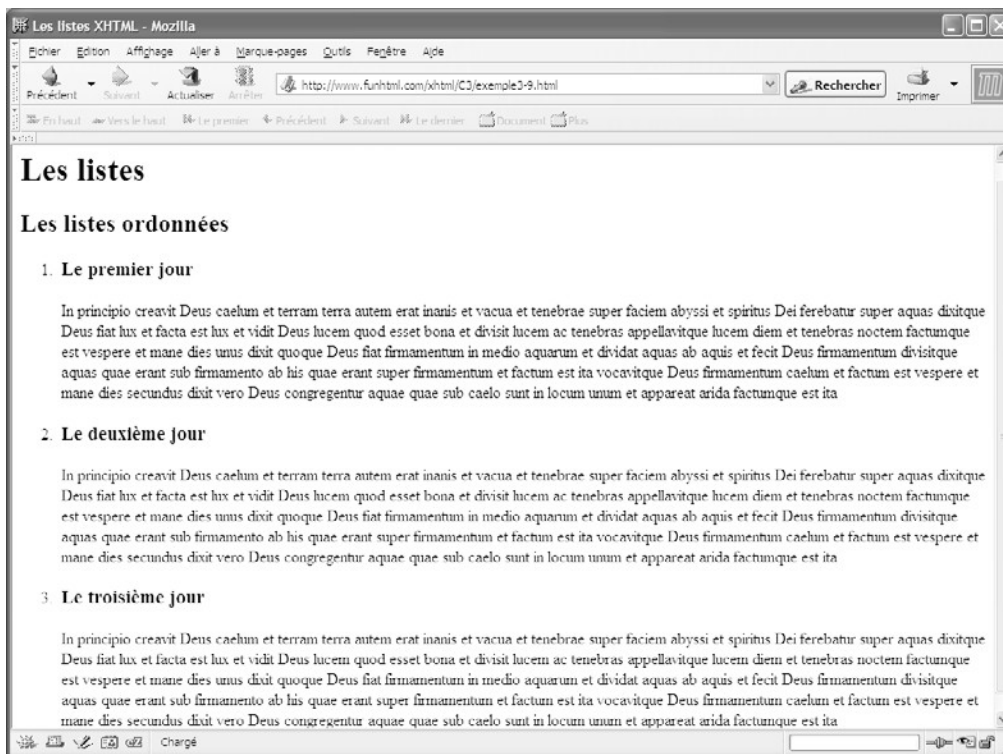 Les listes XHTML - Mozilla
Fichier Edition Affichage Aller à Marque-pages Outils Fenêtre Aide
Précédent Suivant Actualiser Arrêter http://www.funhtml.com/xhtml/C3/exemple3-9.html Rechercher Imprimer
En haut Vers le haut Le premier Précédent Suivant Le dernier Document Plus
Les listes
Les listes ordonnées
1. Le premier jour
In principio creavit Deus caelum et terram terra autem erat inanis et vacua et tenebrae super faciem abyssi et spiritus Dei ferebatur super aquas dixitque
Deus fiat lux et facta est lux et vidit Deus lucem quod esset bona et divisit lucem ac tenebras appellavitque lucem diem et tenebras noctem factumque
est vespere et mane dies unus dixit quoque Deus fiat firmamentum in medio aquarum et dividat aquas ab aquis et fecit Deus firmamentum divisitque
aquas quae erant sub firmamento ab his quae erant super firmamentum et factum est ita vocavitque Deus firmamentum caelum et factum est vespere et
mane dies secundus dixit vero Deus congregentur aquae quae sub caelo sunt in locum unum et appareat arida factumque est ita
2. Le deuxième jour
In principio creavit Deus caelum et terram terra autem erat inanis et vacua et tenebrae super faciem abyssi et spiritus Dei ferebatur super aquas dixitque
Deus fiat lux et facta est lux et vidit Deus lucem quod esset bona et divisit lucem ac tenebras appellavitque lucem diem et tenebras noctem factumque
est vespere et mane dies unus dixit quoque Deus fiat firmamentum in medio aquarum et dividat aquas ab aquis et fecit Deus firmamentum divisitque
aquas quae erant sub firmamento ab his quae erant super firmamentum et factum est ita vocavitque Deus firmamentum caelum et factum est vespere et
mane dies secundus dixit vero Deus congregentur aquae quae sub caelo sunt in locum unum et appareat arida factumque est ita
3. Le troisième jour
In principio creavit Deus caelum et terram terra autem erat inanis et vacua et tenebrae super faciem abyssi et spiritus Dei ferebatur super aquas dixitque
Deus fiat lux et facta est lux et vidit Deus lucem quod esset bona et divisit lucem ac tenebras appellavitque lucem diem et tenebras noctem factumque
est vespere et mane dies unus dixit quoque Deus fiat firmamentum in medio aquarum et dividat aquas ab aquis et fecit Deus firmamentum divisitque
aquas quae erant sub firmamento ab his quae erant super firmamentum et factum est ita vocavitque Deus firmamentum caelum et factum est vespere et
mane dies secundus dixit vero Deus congregentur aquae quae sub caelo sunt in locum unum et appareat arida factumque est ita
Chargé